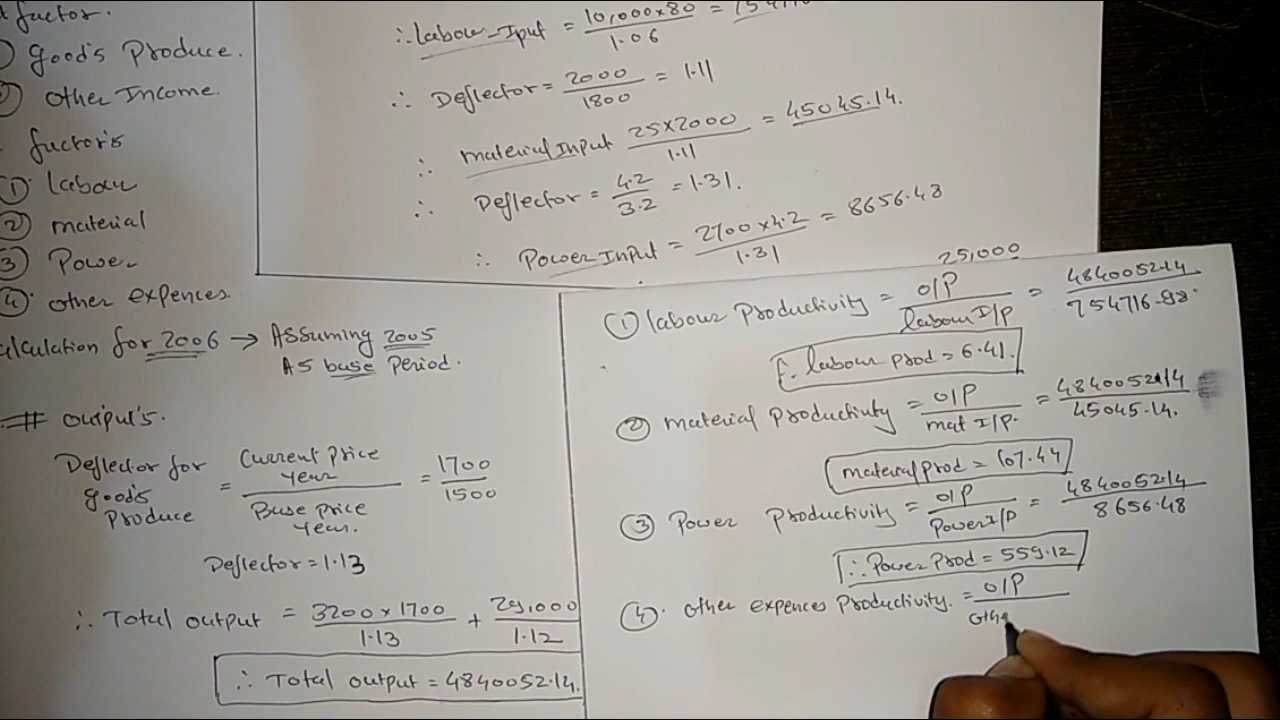 factor.
good's Produce.
other Income.
factor's
① labour
② material
③ Power
④ other expences.
Calculation for 2006 → Assuming 2005
AS base Period.
# output's.
Deflector for good's Produce = Current price year / Base price year. = 1700 / 1500
Deflector = 1.13
∴ Total output = 3200 x 1700 / 1.13 + 25,000 / 1.12
∴ Total output = 4840052.14.
∴ Labour Iput = 10,000 x 80 / 1.06 =
∴ Deflector = 2000 / 1800 = 1.11
∴ material Input 25 x 2000 / 1.11 = 45045.14.
∴ Deflector = 4.2 / 3.2 = 1.31.
∴ Power Input = 2700 x 4.2 / 1.31 = 8656.48
25,000
① labour Productivity = O/P / labour I/P = 4840052.14 / 754716.98.
∴ labour prod = 6.41.
② material Productivity = O/P / mat I/P. = 4840052.14 / 45045.14.
material prod = 107.44
③ Power Productivity = O/P / Power I/P = 4840052.14 / 8656.48
∴ Power Prod = 559.12
④. other expences Productivity. = O/P / othe